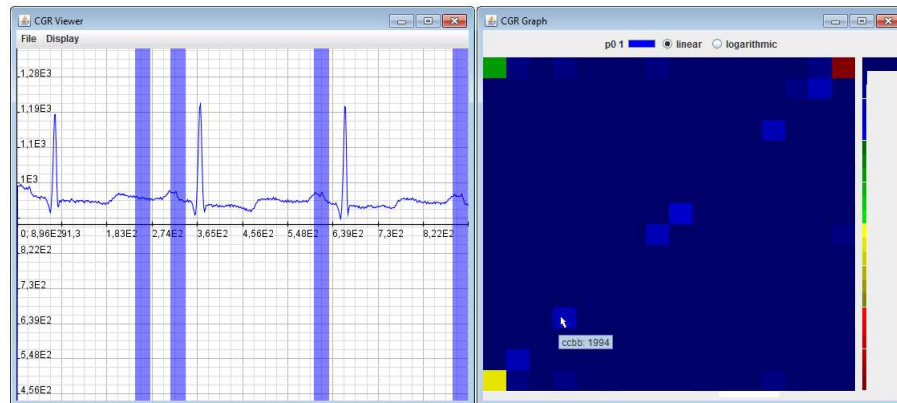 CGR Viewer
File Display
1,28E3
1,19E3
1,1E3
1E3
0; 8,96E2 91,3 1,83E2 2,74E2 3,65E2 4,56E2 5,48E2 6,39E2 7,3E2 8,22E2
8,22E2
7,3E2
6,39E2
5,48E2
4,56E2
CGR Graph
p0 1 linear logarithmic
ccbb: 1994